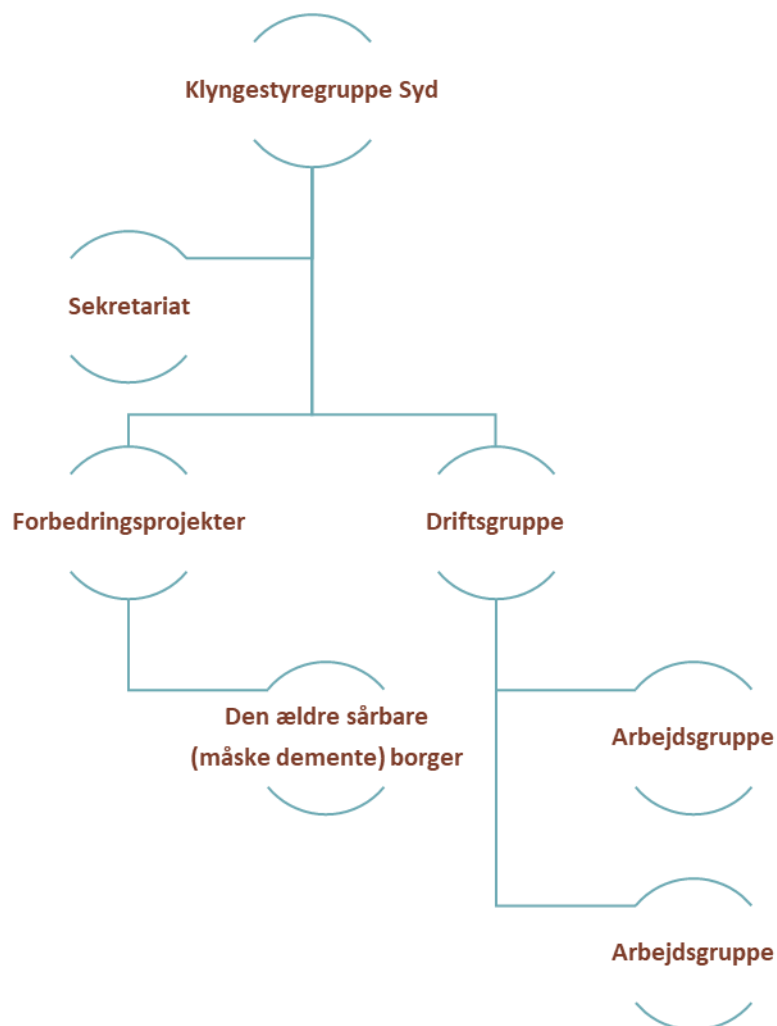 Klyngestyregruppe Syd
Sekretariat
Forbedringsprojekter
Driftsgruppe
Den ældre sårbare
(måske demente) borger
Arbejdsgruppe
Arbejdsgruppe